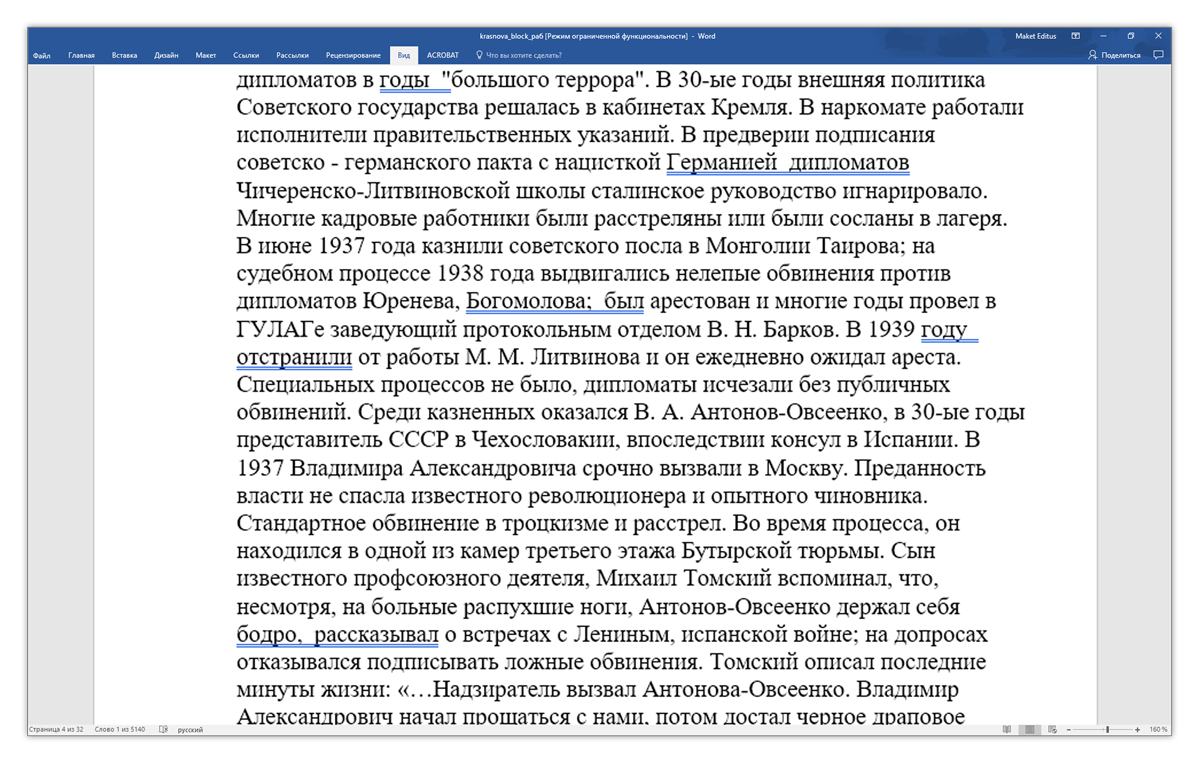 krasnova_block_раб [Режим ограниченной функциональности] - Word
Maket Editus
Файл Главная Вставка Дизайн Макет Ссылки Рассылки Рецензирование Вид ACROBAT Что вы хотите сделать? Поделиться
дипломатов в годы "большого террора". В 30-ые годы внешняя политика
Советского государства решалась в кабинетах Кремля. В наркомате работали
исполнители правительственных указаний. В предверии подписания
советско - германского пакта с нацисткой Германией дипломатов
Чичеренско-Литвиновской школы сталинское руководство игнарировало.
Многие кадровые работники были расстреляны или были сосланы в лагеря.
В июне 1937 года казнили советского посла в Монголии Таирова; на
судебном процессе 1938 года выдвигались нелепые обвинения против
дипломатов Юренева, Богомолова; был арестован и многие годы провел в
ГУЛАГе заведующий протокольным отделом В. Н. Барков. В 1939 году
отстранили от работы М. М. Литвинова и он ежедневно ожидал ареста.
Специальных процессов не было, дипломаты исчезали без публичных
обвинений. Среди казненных оказался В. А. Антонов-Овсеенко, в 30-ые годы
представитель СССР в Чехословакии, впоследствии консул в Испании. В
1937 Владимира Александровича срочно вызвали в Москву. Преданность
власти не спасла известного революционера и опытного чиновника.
Стандартное обвинение в троцкизме и расстрел. Во время процесса, он
находился в одной из камер третьего этажа Бутырской тюрьмы. Сын
известного профсоюзного деятеля, Михаил Томский вспоминал, что,
несмотря, на больные распухшие ноги, Антонов-Овсеенко держал себя
бодро, рассказывал о встречах с Лениным, испанской войне; на допросах
отказывался подписывать ложные обвинения. Томский описал последние
минуты жизни: «…Надзиратель вызвал Антонова-Овсеенко. Владимир
Александрович начал прощаться с нами, потом достал черное драповое
Страница 4 из 32 Слово 1 из 5140 русский 160 %